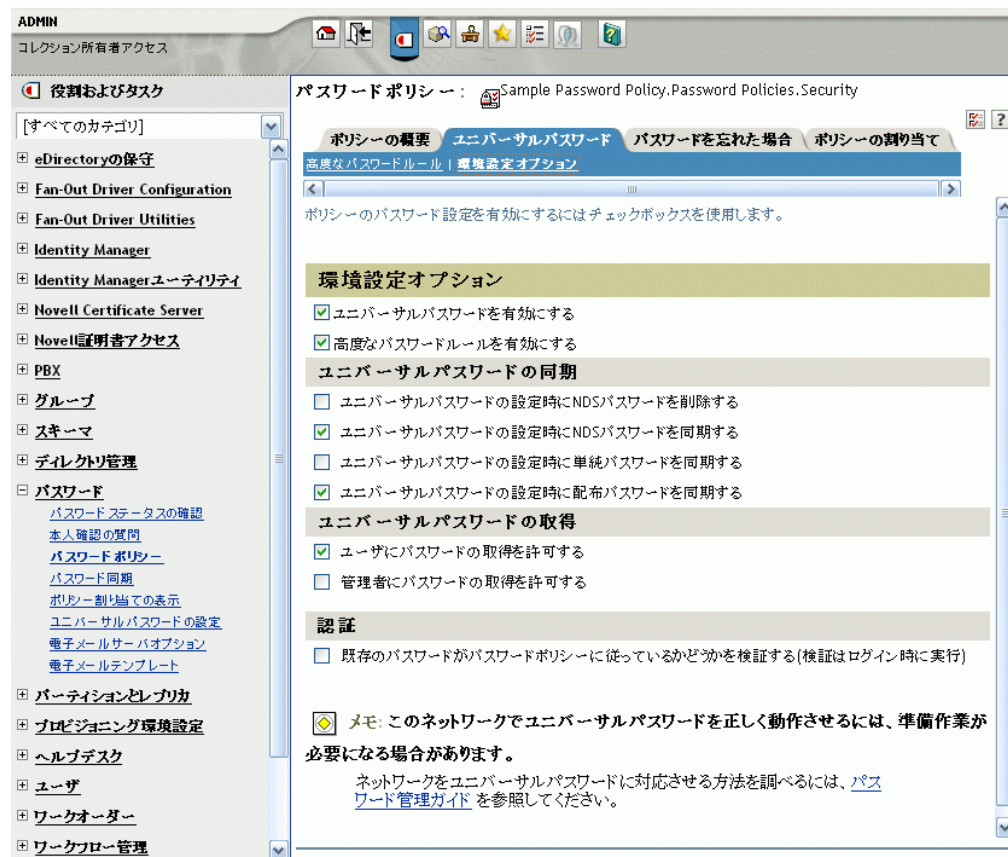 ADMIN
コレクション所有者アクセス
役割およびタスク
[すべてのカテゴリ]
eDirectoryの保守
Fan-Out Driver Configuration
Fan-Out Driver Utilities
Identity Manager
Identity Managerユーティリティ
Novell Certificate Server
Novell証明書アクセス
PBX
グループ
スキーマ
ディレクトリ管理
パスワード
パスワードステータスの確認
本人確認の質問
パスワードポリシー
パスワード同期
ポリシー割り当ての表示
ユニバーサルパスワードの設定
電子メールサーバオプション
電子メールテンプレート
パーティションとレプリカ
プロビジョニング環境設定
ヘルプデスク
ユーザ
ワークオーダー
ワークフロー管理
パスワードポリシー: Sample Password Policy.Password Policies.Security
ポリシーの概要 ユニバーサルパスワード パスワードを忘れた場合 ポリシーの割り当て
高度なパスワードルール | 環境設定オプション
ポリシーのパスワード設定を有効にするにはチェックボックスを使用します。
環境設定オプション
ユニバーサルパスワードを有効にする
高度なパスワードルールを有効にする
ユニバーサルパスワードの同期
ユニバーサルパスワードの設定時にNDSパスワードを削除する
ユニバーサルパスワードの設定時にNDSパスワードを同期する
ユニバーサルパスワードの設定時に単純パスワードを同期する
ユニバーサルパスワードの設定時に配布パスワードを同期する
ユニバーサルパスワードの取得
ユーザにパスワードの取得を許可する
管理者にパスワードの取得を許可する
認証
既存のパスワードがパスワードポリシーに従っているかどうかを検証する(検証はログイン時に実行)
メモ: このネットワークでユニバーサルパスワードを正しく動作させるには、準備作業が
必要になる場合があります。
ネットワークをユニバーサルパスワードに対応させる方法を調べるには、パス
ワード管理ガイド を参照してください。